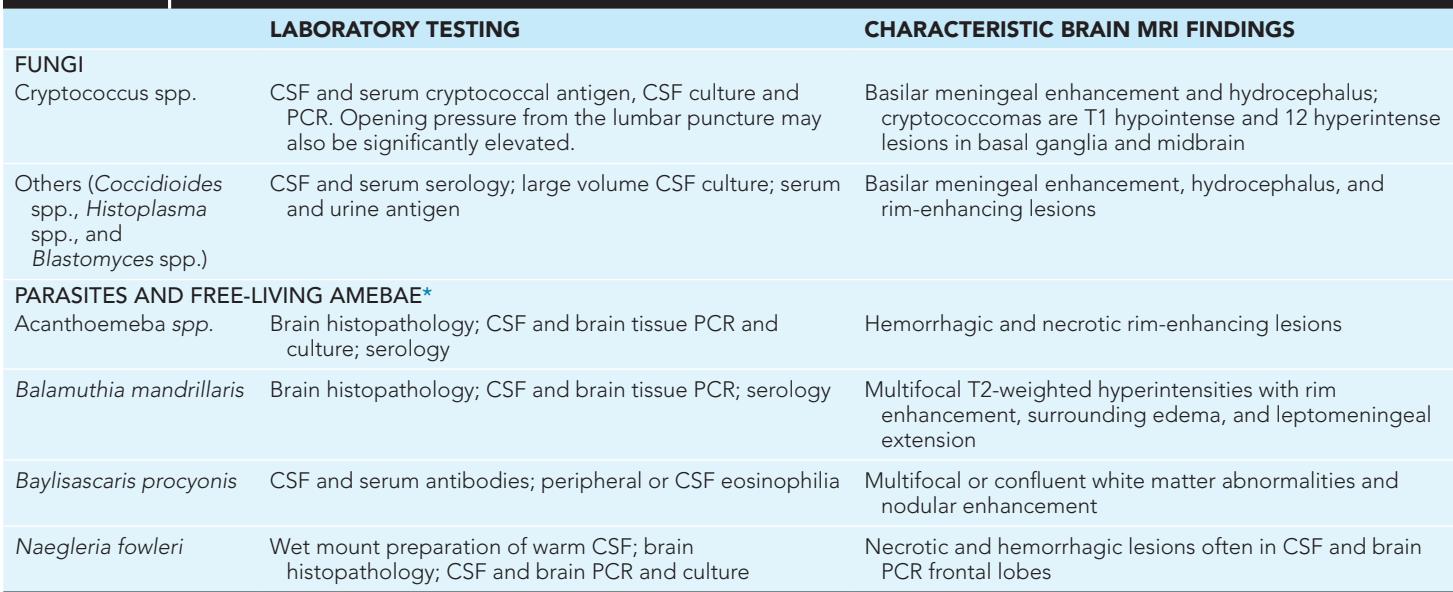 LABORATORY TESTING CHARACTERISTIC BRAIN MRI FINDINGS
FUNGI
Cryptococcus spp. CSF and serum cryptococcal antigen, CSF culture and Basilar meningeal enhancement and hydrocephalus;
PCR. Opening pressure from the lumbar puncture may cryptococcomas are T1 hypointense and 12 hyperintense
also be significantly elevated. lesions in basal ganglia and midbrain
Others (Coccidioides CSF and serum serology; large volume CSF culture; serum Basilar meningeal enhancement, hydrocephalus, and
spp., Histoplasma and urine antigen rim-enhancing lesions
spp., and
Blastomyces spp.)
PARASITES AND FREE-LIVING AMEBAE*
Acanthoemeba spp. Brain histopathology; CSF and brain tissue PCR and Hemorrhagic and necrotic rim-enhancing lesions
culture; serology
Balamuthia mandrillaris Brain histopathology; CSF and brain tissue PCR; serology Multifocal T2-weighted hyperintensities with rim
enhancement, surrounding edema, and leptomeningeal
extension
Baylisascaris procyonis CSF and serum antibodies; peripheral or CSF eosinophilia Multifocal or confluent white matter abnormalities and
nodular enhancement
Naegleria fowleri Wet mount preparation of warm CSF; brain Necrotic and hemorrhagic lesions often in CSF and brain
histopathology; CSF and brain PCR and culture PCR frontal lobes